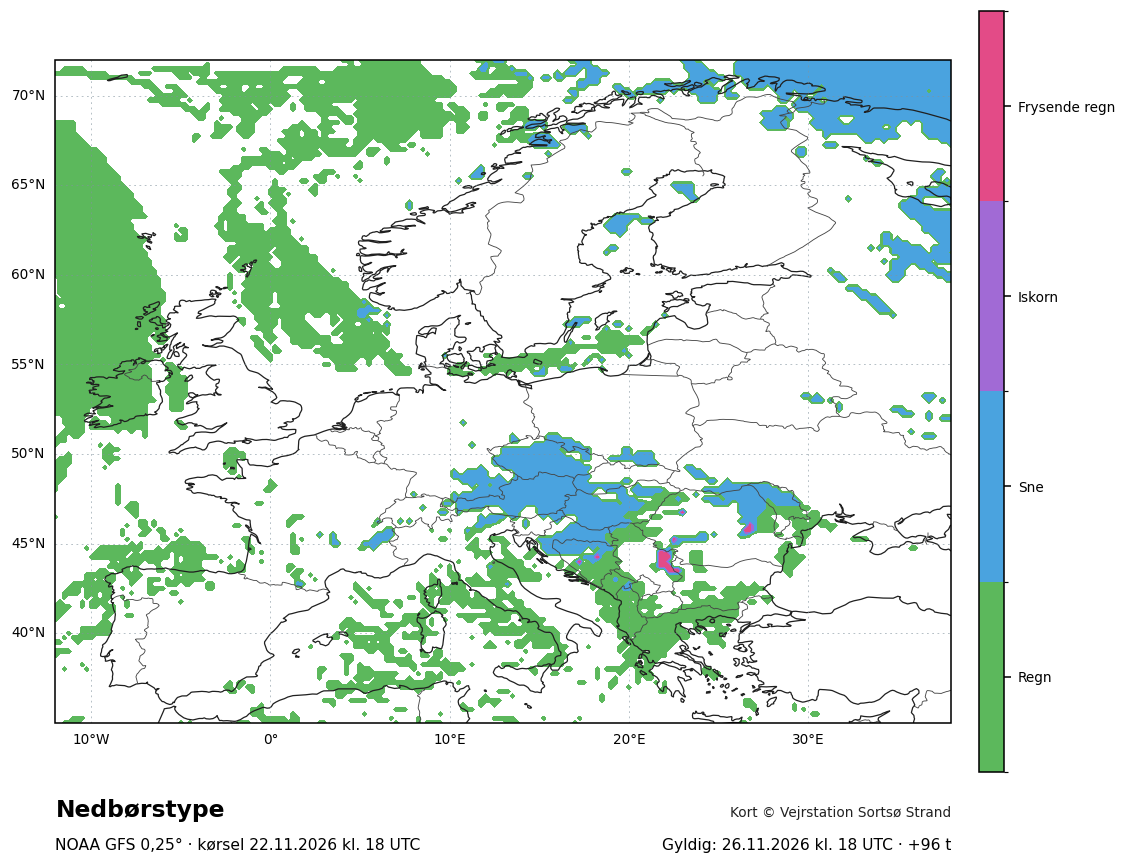 70°N
65°N
60°N
55°N
50°N
45°N
40°N
10°W
0°
10°E
20°E
30°E
Frysende regn
Iskorn
Sne
Regn
Nedbørstype
Kort © Vejrstation Sortsø Strand
NOAA GFS 0,25° · kørsel 22.11.2026 kl. 18 UTC
Gyldig: 26.11.2026 kl. 18 UTC · +96 t